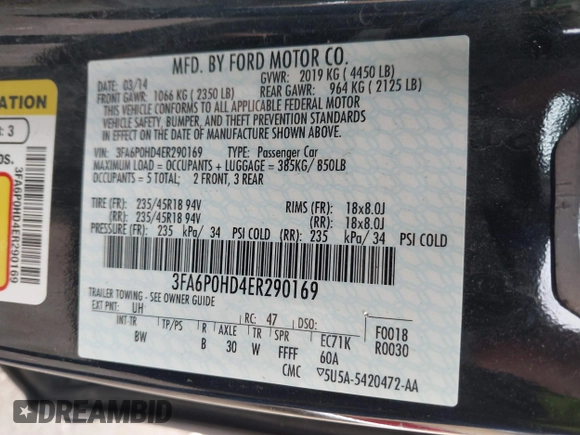 MFD. BY FORD MOTOR CO.
DATE: 03/14 GVWR: 2019 KG ( 4450 LB)
FRONT GAWR: 1066 KG ( 2350 LB) REAR GAWR: 964 KG ( 2125 LB)
THIS VEHICLE CONFORMS TO ALL APPLICABLE FEDERAL MOTOR
VEHICLE SAFETY, BUMPER, AND THEFT PREVENTION STANDARDS
IN EFFECT ON THE DATE OF MANUFACTURE SHOWN ABOVE.
VIN: 3FA6P0HD4ER290169 TYPE: Passenger Car
MAXIMUM LOAD = OCCUPANTS + LUGGAGE = 385KG/ 850LB
OCCUPANTS = 5 TOTAL; 2 FRONT, 3 REAR
TIRE (FR): 235/45R18 94V RIMS (FR): 18x8.0J
(RR): 235/45R18 94V (RR): 18x8.0J
PRESSURE (FR): 235 kPa/ 34 PSI COLD (RR): 235 kPa/ 34 PSI COLD
3FA6P0HD4ER290169
TRAILER TOWING - SEE OWNER GUIDE
EXT PNT: UH RC: 47 DSO: F0018
INT TR TP/PS R AXLE TR SPR EC71K R0030
BW B 30 W FFFF 60A
CMC ▽5U5A-5420472-AA
ATION
: 3
os.
3FA6P0HD4ER290169
DREAMBID